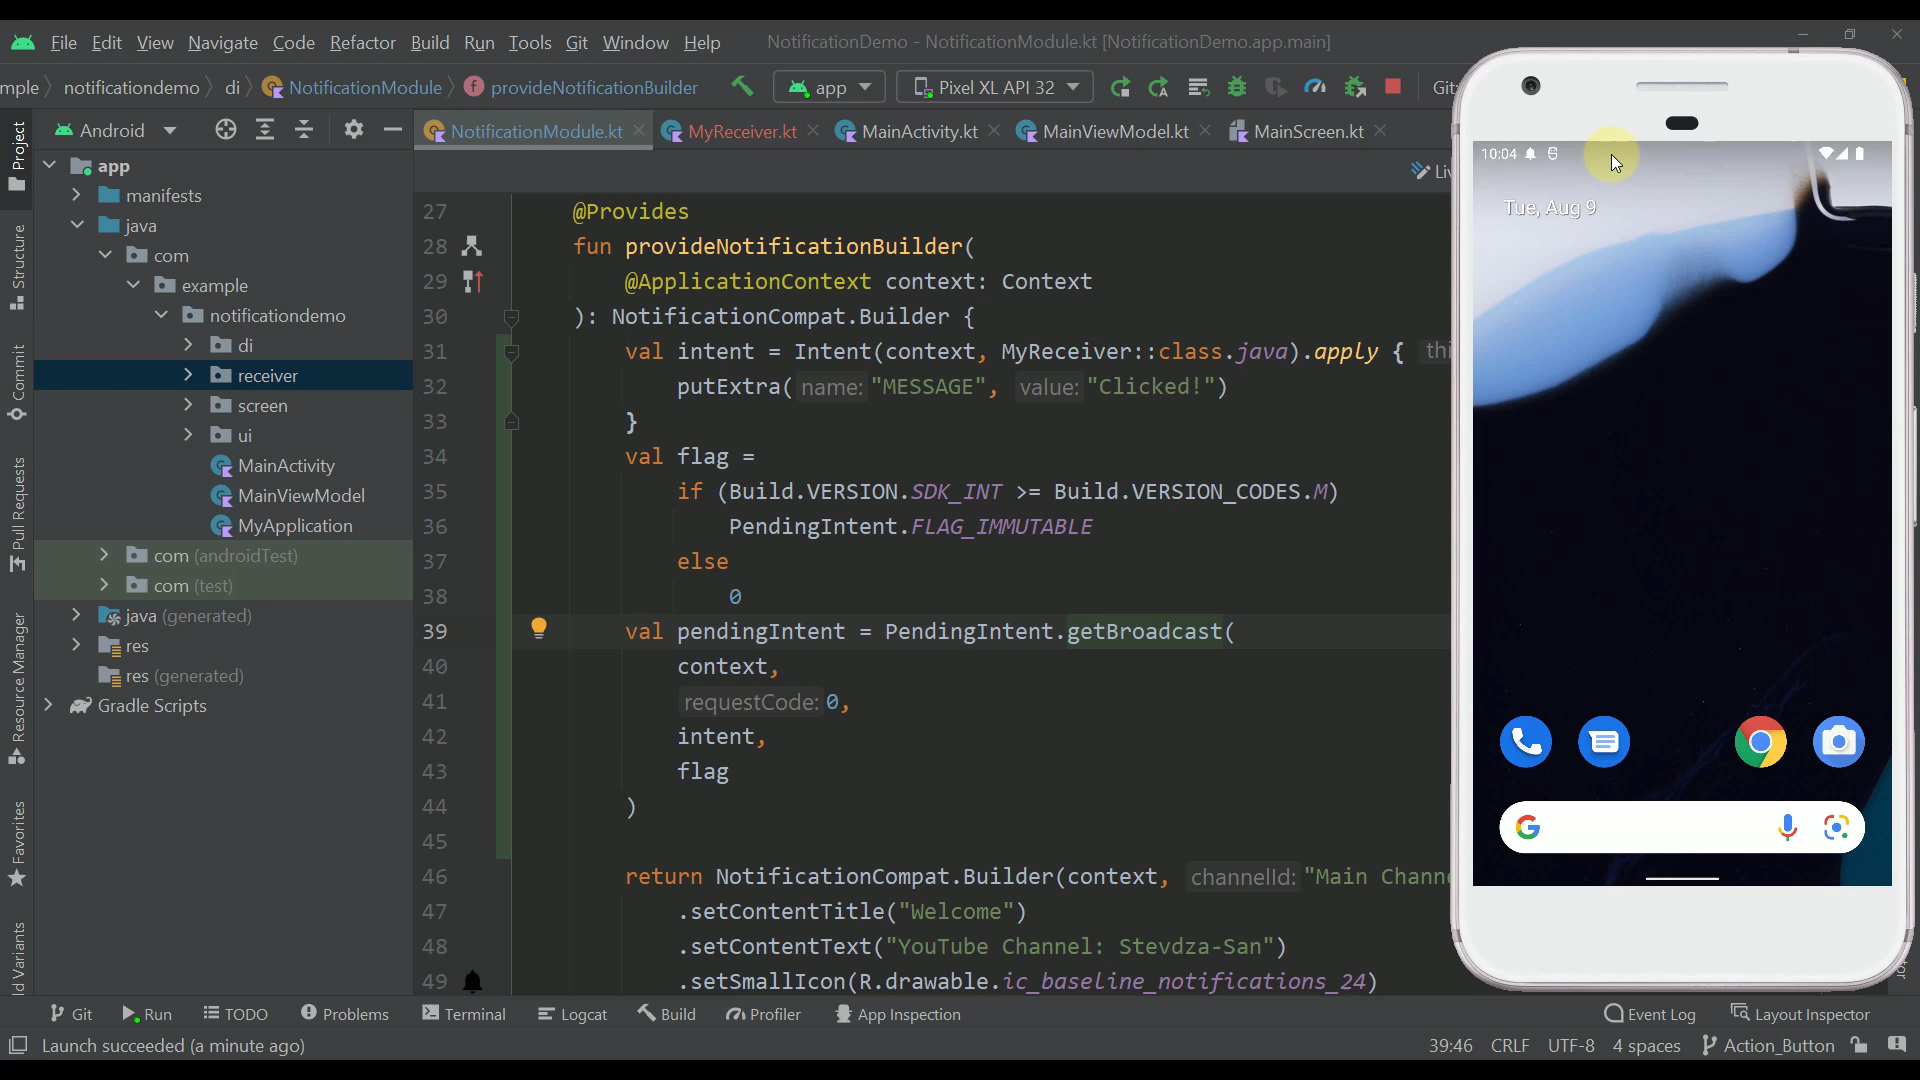 File Edit View Navigate Code Refactor Build Run Tools Git Window Help NotificationDemo - NotificationModule.kt [NotificationDemo.app.main]
mple notificationdemo di NotificationModule provideNotificationBuilder app Pixel XL API 32 Git:
Android
NotificationModule.kt MyReceiver.kt MainActivity.kt MainViewModel.kt MainScreen.kt
Project
Structure
Commit
Pull Requests
Resource Manager
Favorites
ld Variants
app
manifests
java
com
example
notificationdemo
di
receiver
screen
ui
MainActivity
MainViewModel
MyApplication
com (androidTest)
com (test)
java (generated)
res
res (generated)
Gradle Scripts
27 @Provides
28 fun provideNotificationBuilder(
29 @ApplicationContext context: Context
30 ): NotificationCompat.Builder {
31 val intent = Intent(context, MyReceiver::class.java).apply { thi
32 putExtra( name: "MESSAGE", value: "Clicked!")
33 }
34 val flag =
35 if (Build.VERSION.SDK_INT >= Build.VERSION_CODES.M)
36 PendingIntent.FLAG_IMMUTABLE
37 else
38 0
39 val pendingIntent = PendingIntent.getBroadcast(
40 context,
41 requestCode: 0,
42 intent,
43 flag
44 )
45
46 return NotificationCompat.Builder(context, channelId: "Main Chann
47 .setContentTitle("Welcome")
48 .setContentText("YouTube Channel: Stevdza-San")
49 .setSmallIcon(R.drawable.ic_baseline_notifications_24)
10:04
Tue, Aug 9
Git Run TODO Problems Terminal Logcat Build Profiler App Inspection Event Log Layout Inspector
Launch succeeded (a minute ago) 39:46 CRLF UTF-8 4 spaces Action_Button